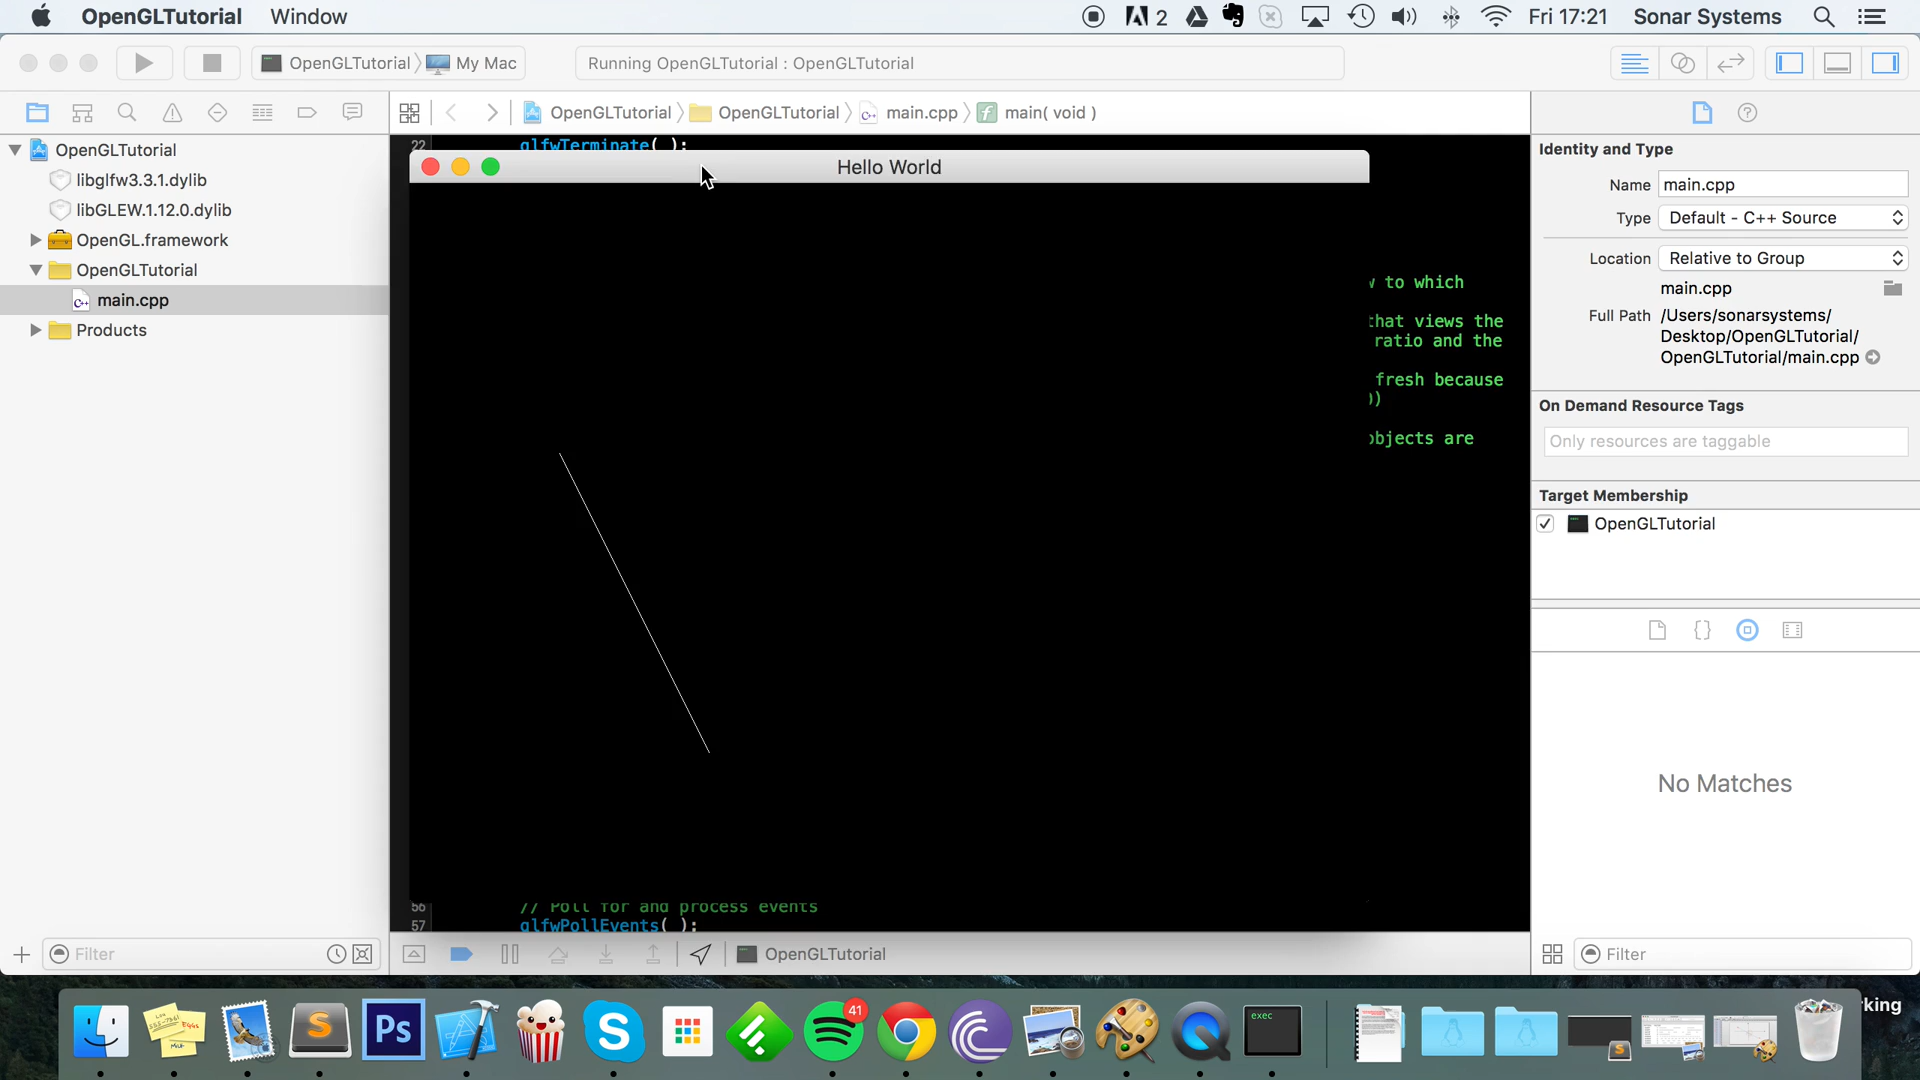 OpenGLTutorial Window 2 Fri 17:21 Sonar Systems
OpenGLTutorial My Mac Running OpenGLTutorial : OpenGLTutorial
OpenGLTutorial OpenGLTutorial main.cpp main( void )
OpenGLTutorial
libglfw3.3.1.dylib
libGLEW.1.12.0.dylib
OpenGL.framework
OpenGLTutorial
main.cpp
Products
Filter
22 glfwTerminate( );
Hello World
to which
that views the
ratio and the
fresh because
)
objects are
56 // Poll for and process events
57 glfwPollEvents( );
OpenGLTutorial
Identity and Type
Name main.cpp
Type Default - C++ Source
Location Relative to Group
main.cpp
Full Path /Users/sonarsystems/
Desktop/OpenGLTutorial/
OpenGLTutorial/main.cpp
On Demand Resource Tags
Only resources are taggable
Target Membership
OpenGLTutorial
No Matches
Filter
Ps
S
41
exec
king